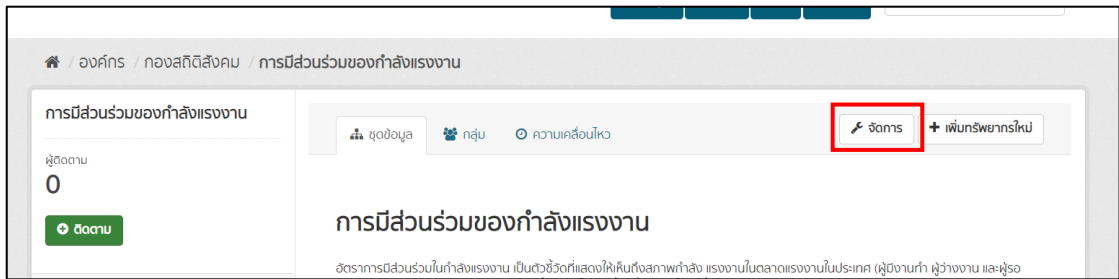 / องค์กร / กองสถิติสังคม / การมีส่วนร่วมของกำลังแรงงาน
การมีส่วนร่วมของกำลังแรงงาน
ผู้ติดตาม
0
ติดตาม
ชุดข้อมูล กลุ่ม ความเคลื่อนไหว
จัดการ + เพิ่มทรัพยากรใหม่
การมีส่วนร่วมของกำลังแรงงาน
อัตราการมีส่วนร่วมในกำลังแรงงาน เป็นตัวชี้วัดที่แสดงให้เห็นถึงสภาพกำลัง แรงงานในตลาดแรงงานในประเทศ (ผู้มีงานทำ ผู้ว่างงาน และผู้รอ